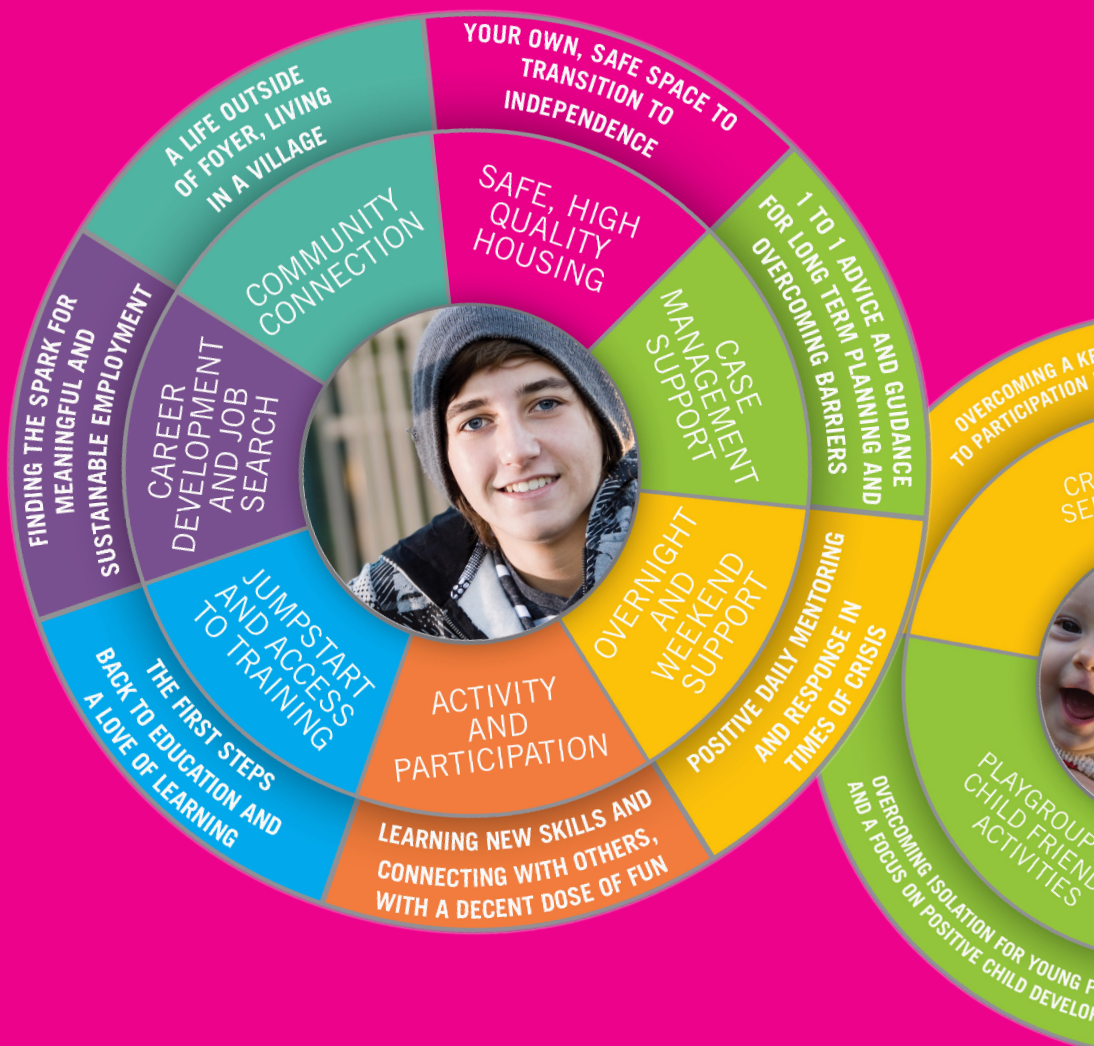 YOUR OWN, SAFE SPACE TO
TRANSITION TO
INDEPENDENCE
SAFE, HIGH
QUALITY
HOUSING
1 TO 1 ADVICE AND GUIDANCE
FOR LONG TERM PLANNING AND
OVERCOMING BARRIERS
CASE
MANAGEMENT
SUPPORT
POSITIVE DAILY MENTORING
AND RESPONSE IN
TIMES OF CRISIS
OVERNIGHT
AND
WEEKEND
SUPPORT
LEARNING NEW SKILLS AND
CONNECTING WITH OTHERS,
WITH A DECENT DOSE OF FUN
ACTIVITY
AND
PARTICIPATION
THE FIRST STEPS
BACK TO EDUCATION AND
A LOVE OF LEARNING
JUMPSTART
AND ACCESS
TO TRAINING
FINDING THE SPARK FOR
MEANINGFUL AND
SUSTAINABLE EMPLOYMENT
CAREER
DEVELOPMENT
AND JOB
SEARCH
A LIFE OUTSIDE
OF FOYER, LIVING
IN A VILLAGE
COMMUNITY
CONNECTION
OVERCOMING A
TO PARTICIPATION
PLAYGROUP
CHILD
ACTIVITIES
OVERCOMING ISOLATION FOR YOUNG
AND A FOCUS ON POSITIVE CHILD